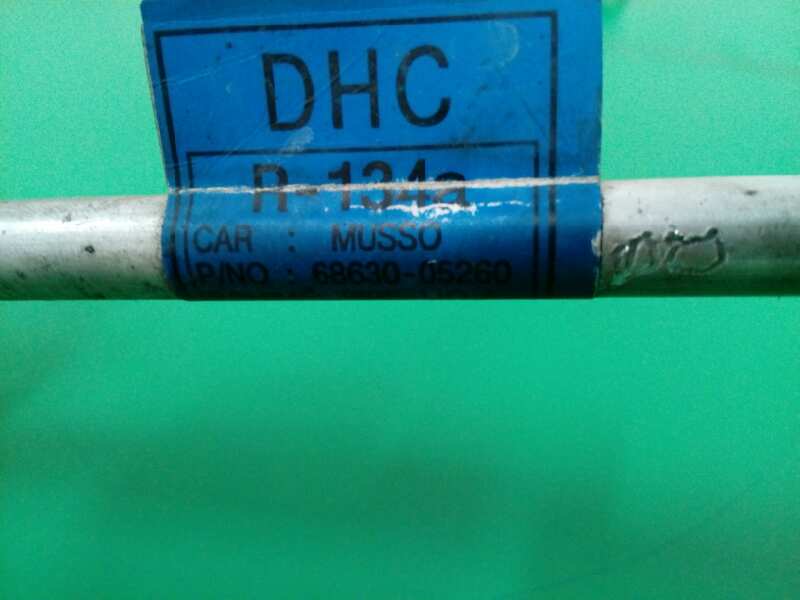 DHC
R-134a
CAR : MUSSO
P/NO : 68630-05260